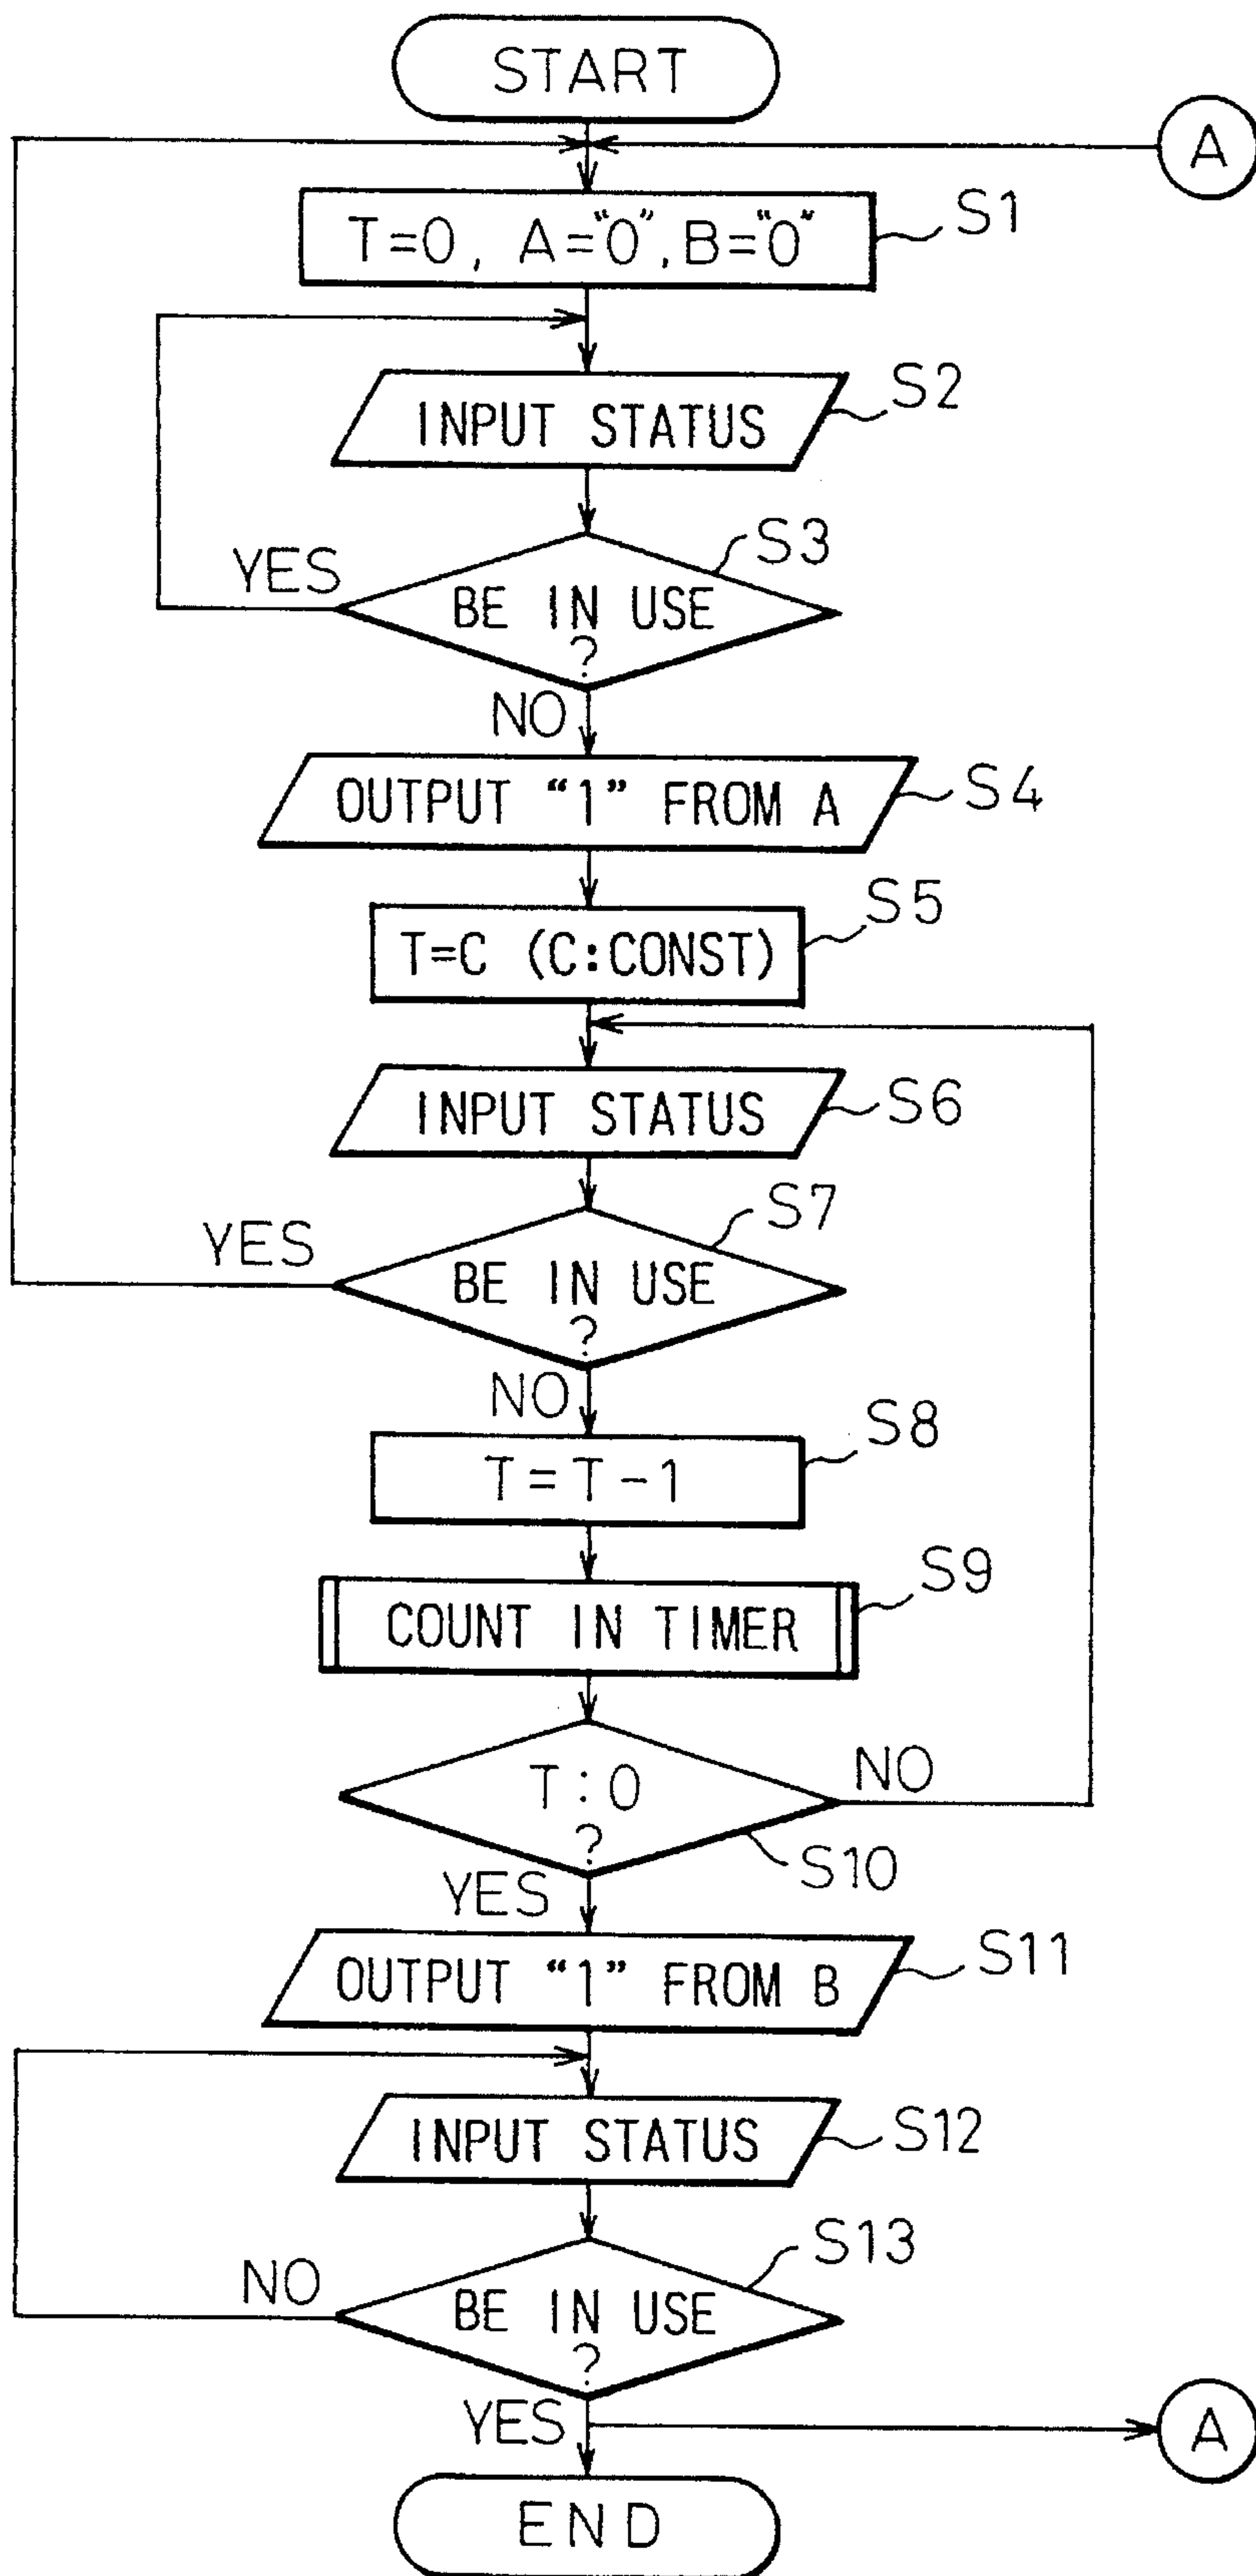 START
A
S1
T=0, A="0", B="0"
S2
INPUT STATUS
S3
YES
BE IN USE
?
NO
OUTPUT "1" FROM A
S4
S5
T=C (C:CONST)
INPUT STATUS
S6
S7
YES
BE IN USE
?
NO
S8
T=T-1
S9
COUNT IN TIMER
T:0
?
NO
S10
YES
OUTPUT "1" FROM B
S11
INPUT STATUS
S12
S13
NO
BE IN USE
?
YES
A
END